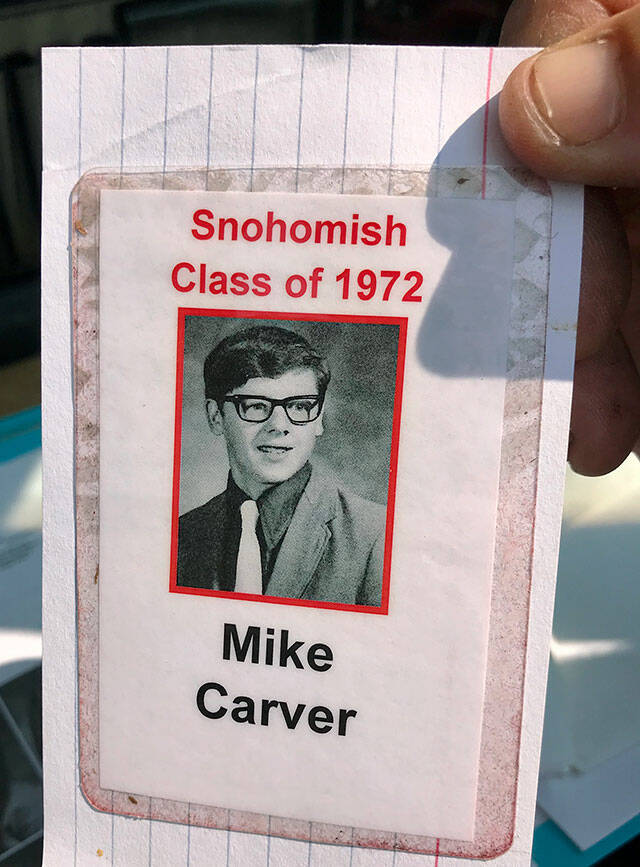 Snohomish
Class of 1972
Mike
Carver